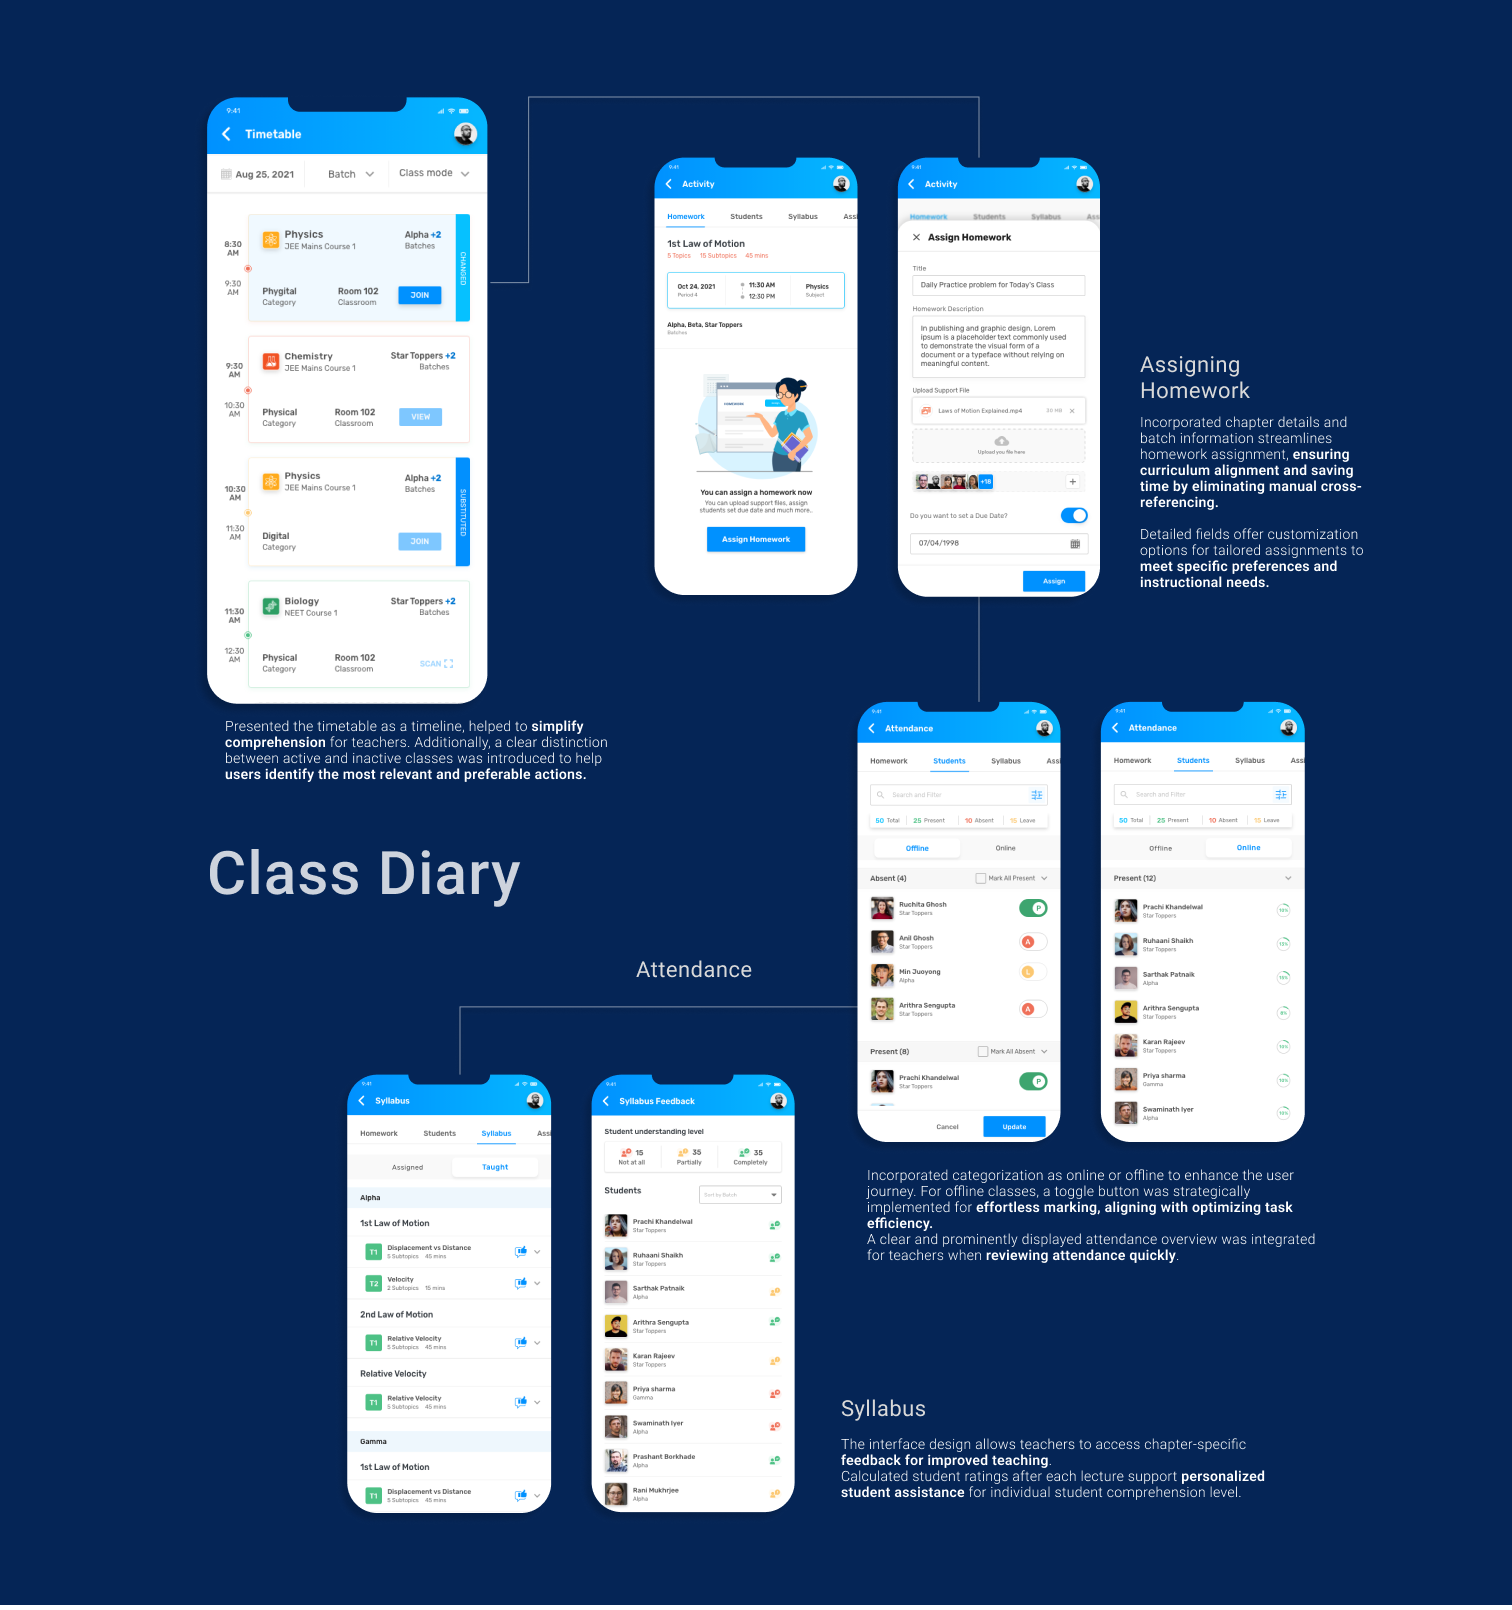 9:41
Timetable
Aug 25, 2021
Batch
Class mode
8:30
AM
9:30
AM
Physics
JEE Mains Course 1
Alpha +2
Batches
Phygital
Category
Room 102
Classroom
JOIN
CHANGED
9:30
AM
10:30
AM
Chemistry
JEE Mains Course 1
Star Toppers +2
Batches
Physical
Category
Room 102
Classroom
VIEW
10:30
AM
11:30
AM
Physics
JEE Mains Course 1
Alpha +2
Batches
Digital
Category
JOIN
SUBSTITUTED
11:30
AM
12:30
AM
Biology
NEET Course 1
Star Toppers +2
Batches
Physical
Category
Room 102
Classroom
SCAN
Presented the timetable as a timeline, helped to simplify
comprehension for teachers. Additionally, a clear distinction
between active and inactive classes was introduced to help
users identify the most relevant and preferable actions.
9:41
Activity
Homework Students Syllabus Assi
1st Law of Motion
5 Topics 15 Subtopics 45 mins
Oct 24, 2021
Period 4
11:30 AM
12:30 PM
Physics
Subject
Alpha, Beta, Star Toppers
Batches
HOMEWORK
You can assign a homework now
You can upload support files, assign
students set due date and much more..
Assign Homework
9:41
Activity
Homework Students Syllabus Ass
Assign Homework
Title
Daily Practice problem for Today's Class
Homework Description
In publishing and graphic design, Lorem
ipsum is a placeholder text commonly used
to demonstrate the visual form of a
document or a typeface without relying on
meaningful content.
Upload Support File
Laws of Motion Explained.mp4
30 MB
Upload you file here
+18
Do you want to set a Due Date?
07/04/1998
Assign
Assigning
Homework
Incorporated chapter details and
batch information streamlines
homework assignment, ensuring
curriculum alignment and saving
time by eliminating manual cross-
referencing.
Detailed fields offer customization
options for tailored assignments to
meet specific preferences and
instructional needs.
Class Diary
Attendance
9:41
Attendance
Homework Students Syllabus Assi
Search and Filter
50 Total 25 Present 10 Absent 15 Leave
Offline Online
Absent (4)
Mark All Present
Ruchita Ghosh
Star Toppers
P
Anil Ghosh
Star Toppers
A
Min Juoyong
Alpha
L
Arithra Sengupta
Star Toppers
A
Present (8)
Mark All Absent
Prachi Khandelwal
Star Toppers
P
Cancel
Update
9:41
Attendance
Homework Students Syllabus Assi
Search and Filter
50 Total 25 Present 10 Absent 15 Leave
Offline Online
Present (12)
Prachi Khandelwal
Star Toppers
Ruhaani Shaikh
Star Toppers
Sarthak Patnaik
Alpha
Arithra Sengupta
Star Toppers
Karan Rajeev
Star Toppers
Priya sharma
Gamma
Swaminath Iyer
Alpha
Incorporated categorization as online or offline to enhance the user
journey. For offline classes, a toggle button was strategically
implemented for effortless marking, aligning with optimizing task
efficiency.
A clear and prominently displayed attendance overview was integrated
for teachers when reviewing attendance quickly.
9:41
Syllabus
Homework Students Syllabus Assi
Assigned Taught
Alpha
1st Law of Motion
T1
Displacement vs Distance
5 Subtopics 45 mins
T2
Velocity
2 Subtopics 15 mins
2nd Law of Motion
T1
Relative Velocity
5 Subtopics 45 mins
Relative Velocity
T1
Relative Velocity
5 Subtopics 45 mins
Gamma
1st Law of Motion
T1
Displacement vs Distance
5 Subtopics 45 mins
9:41
Syllabus Feedback
Student understanding level
15
Not at all
35
Partially
35
Completely
Students
Sort by Batch
Prachi Khandelwal
Star Toppers
Ruhaani Shaikh
Star Toppers
Sarthak Patnaik
Alpha
Arithra Sengupta
Star Toppers
Karan Rajeev
Star Toppers
Priya sharma
Gamma
Swaminath Iyer
Alpha
Prashant Borkhade
Alpha
Rani Mukhrjee
Alpha
Syllabus
The interface design allows teachers to access chapter-specific
feedback for improved teaching.
Calculated student ratings after each lecture support personalized
student assistance for individual student comprehension level.